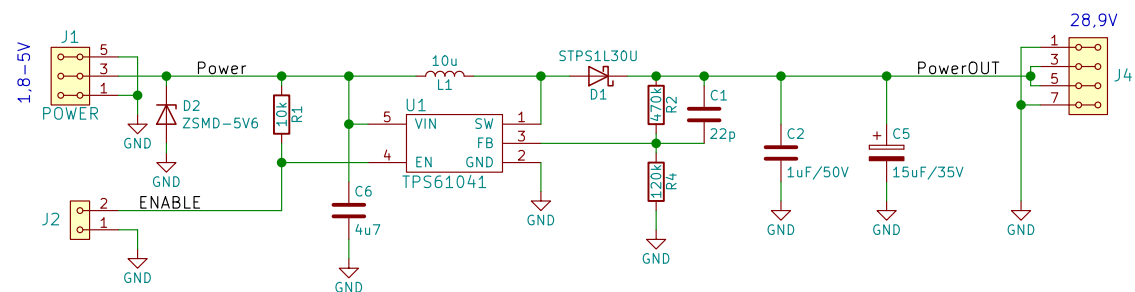 J1
1,8-5V
5
3
1
POWER
Power
D2
ZSMD-5V6
GND
GND
10k
R1
J2
2
1
ENABLE
GND
10u
L1
U1
5
VIN
SW
1
FB
3
4
EN
GND
2
TPS61041
C6
4u7
GND
GND
STPS1L30U
D1
470k
R2
C1
22p
120k
R4
GND
C2
1uF/50V
GND
+
C5
15uF/35V
GND
PowerOUT
28,9V
1
3
5
7
J4
GND